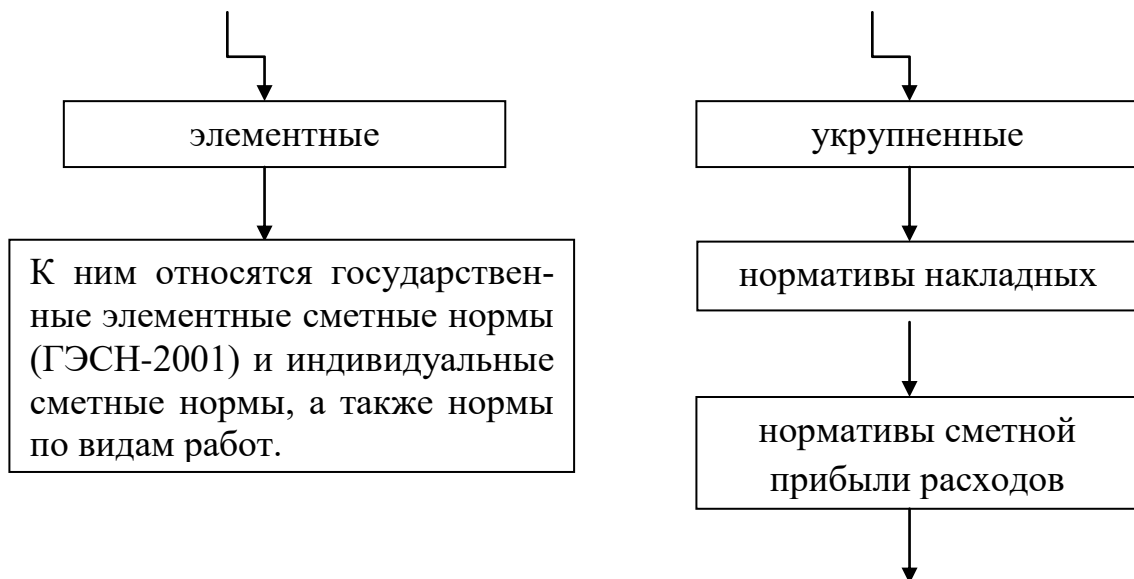 элементные
К ним относятся государствен-
ные элементные сметные нормы
(ГЭСН-2001) и индивидуальные
сметные нормы, а также нормы
по видам работ.
укрупненные
нормативы накладных
нормативы сметной
прибыли расходов